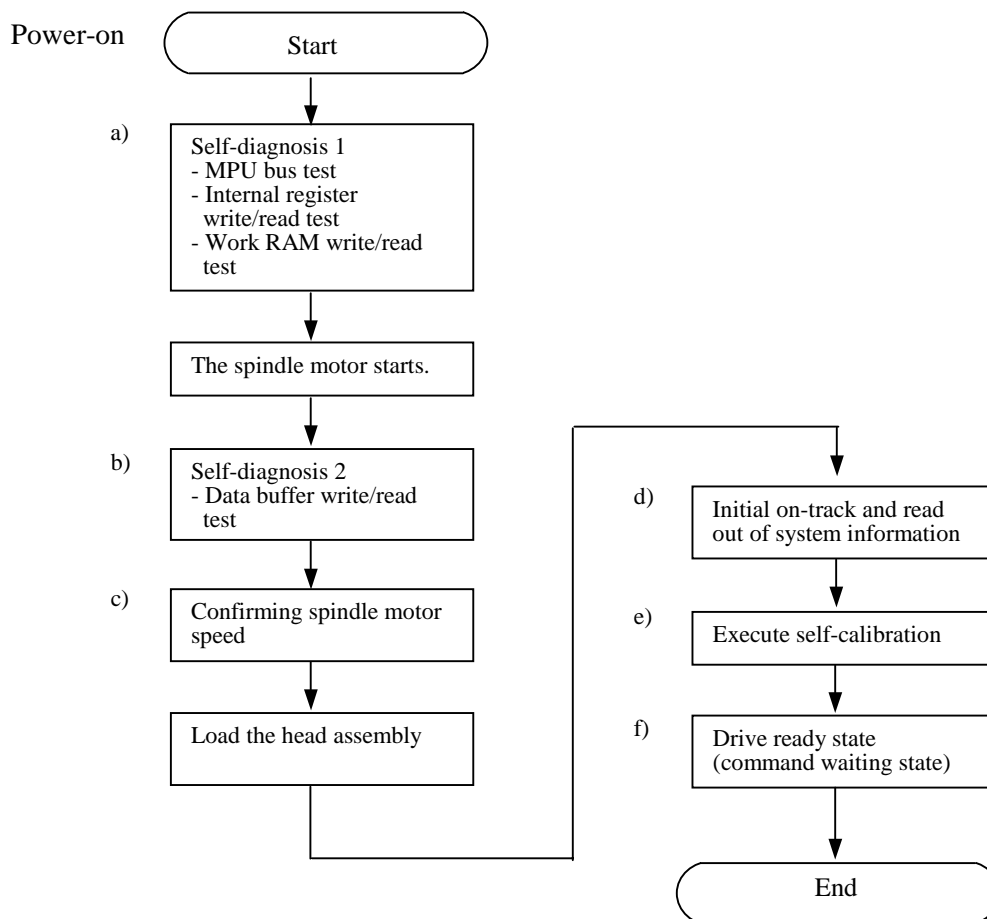 Power-on
Start
a)
Self-diagnosis 1
- MPU bus test
- Internal register
write/read test
- Work RAM write/read
test
The spindle motor starts.
b)
Self-diagnosis 2
- Data buffer write/read
test
c)
Confirming spindle motor
speed
Load the head assembly
d)
Initial on-track and read
out of system information
e)
Execute self-calibration
f)
Drive ready state
(command waiting state)
End